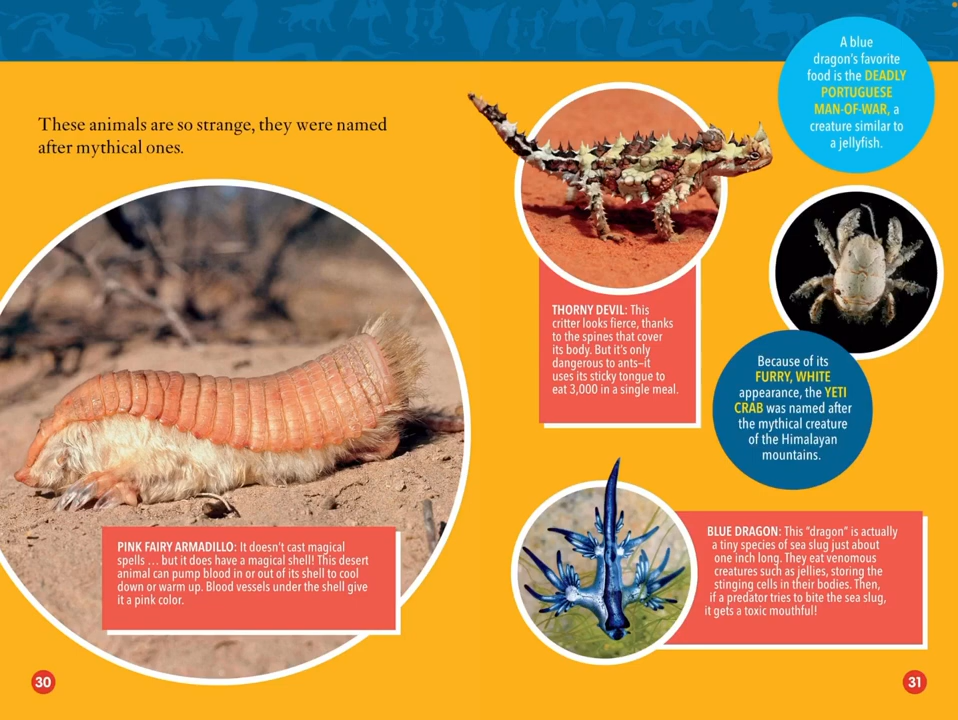 These animals are so strange, they were named
after mythical ones.
PINK FAIRY ARMADILLO: It doesn't cast magical
spells … but it does have a magical shell! This desert
animal can pump blood in or out of its shell to cool
down or warm up. Blood vessels under the shell give
it a pink color.
30
A blue
dragon's favorite
food is the DEADLY
PORTUGUESE
MAN-OF-WAR, a
creature similar to
a jellyfish.
THORNY DEVIL: This
critter looks fierce, thanks
to the spines that cover
its body. But it's only
dangerous to ants—it
uses its sticky tongue to
eat 3,000 in a single meal.
Because of its
FURRY, WHITE
appearance, the YETI
CRAB was named after
the mythical creature
of the Himalayan
mountains.
BLUE DRAGON: This "dragon" is actually
a tiny species of sea slug just about
one inch long. They eat venomous
creatures such as jellies, storing the
stinging cells in their bodies. Then,
if a predator tries to bite the sea slug,
it gets a toxic mouthful!
31